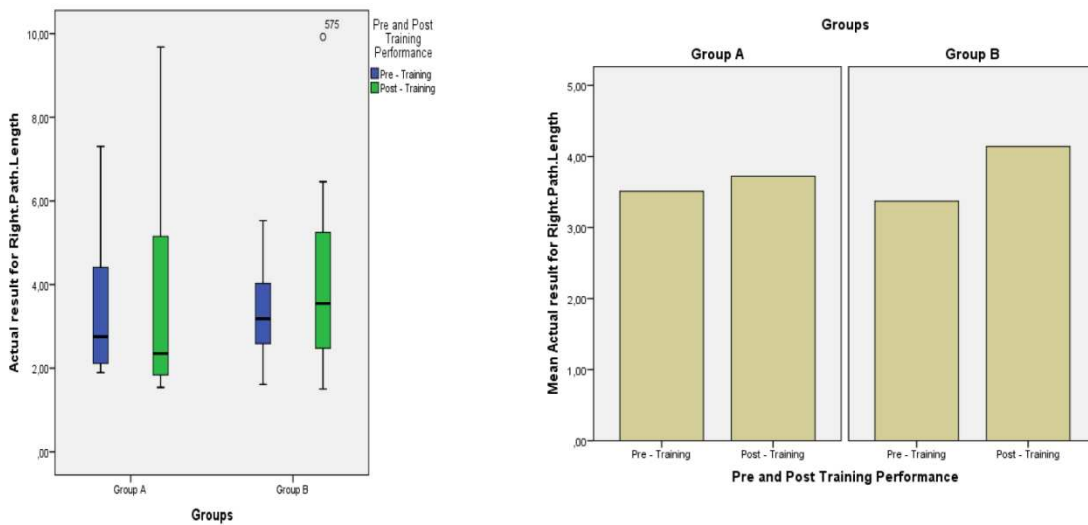 575
Pre and Post
Training
Performance
Pre - Training
Post - Training
Actual result for Right.Path.Length
10,00
8,00
6,00
4,00
2,00
,00
Group A
Group B
Groups
Groups
Group A
Group B
Mean Actual result for Right.Path.Length
5,00
4,00
3,00
2,00
1,00
,00
Pre - Training
Post - Training
Pre - Training
Post - Training
Pre and Post Training Performance